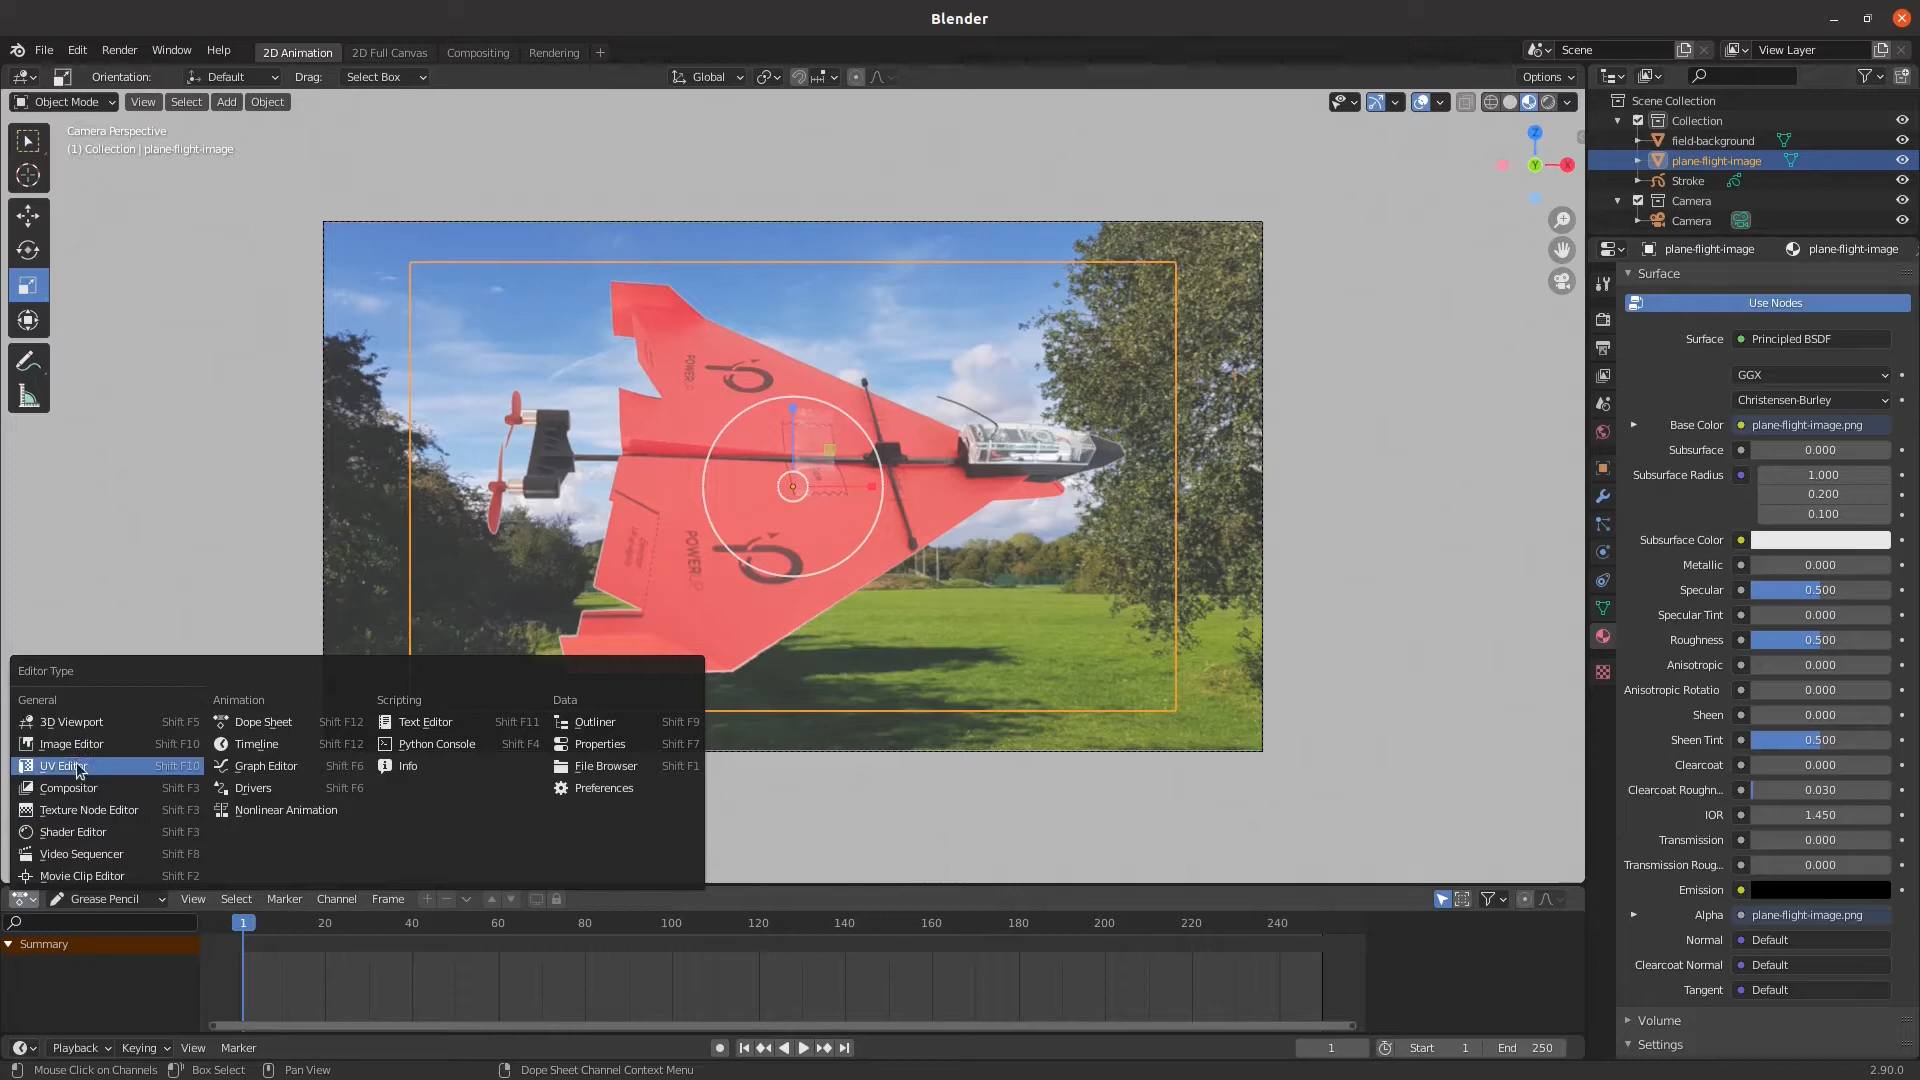 Blender
File Edit Render Window Help 2D Animation 2D Full Canvas Compositing Rendering + Scene View Layer
Orientation: Default Drag: Select Box Global Options
Object Mode View Select Add Object
Camera Perspective
(1) Collection | plane-flight-image
Z
Y
X
POWER
POWERUP
Scene Collection
Collection
field-background
plane-flight-image
Stroke
Camera
Camera
plane-flight-image plane-flight-image
Surface
Use Nodes
Surface Principled BSDF
GGX
Christensen-Burley
Base Color plane-flight-image.png
Subsurface 0.000
Subsurface Radius 1.000
0.200
0.100
Subsurface Color
Metallic 0.000
Specular 0.500
Specular Tint 0.000
Roughness 0.500
Anisotropic 0.000
Anisotropic Rotatio 0.000
Sheen 0.000
Sheen Tint 0.500
Clearcoat 0.000
Clearcoat Roughn... 0.030
IOR 1.450
Transmission 0.000
Transmission Roug... 0.000
Emission
Alpha plane-flight-image.png
Normal Default
Clearcoat Normal Default
Tangent Default
Volume
Settings
Editor Type
General Animation Scripting Data
3D Viewport Shift F5 Dope Sheet Shift F12 Text Editor Shift F11 Outliner Shift F9
Image Editor Shift F10 Timeline Shift F12 Python Console Shift F4 Properties Shift F7
UV Editor Shift F10 Graph Editor Shift F6 Info File Browser Shift F1
Compositor Shift F3 Drivers Shift F6 Preferences
Texture Node Editor Shift F3 Nonlinear Animation
Shader Editor Shift F3
Video Sequencer Shift F8
Movie Clip Editor Shift F2
Grease Pencil View Select Marker Channel Frame
1 20 40 60 80 100 120 140 160 180 200 220 240
Summary
Playback Keying View Marker 1 Start 1 End 250
Mouse Click on Channels Box Select Pan View Dope Sheet Channel Context Menu 2.90.0